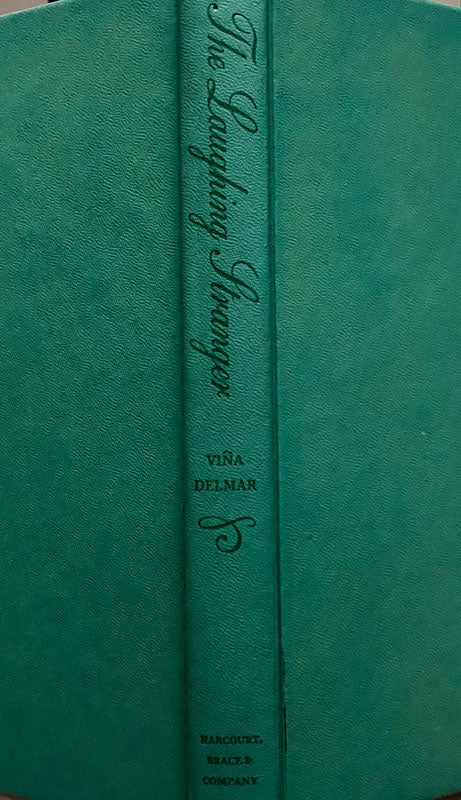 The Laughing Stranger
VIÑA
DELMAR
HARCOURT,
BRACE &
COMPANY